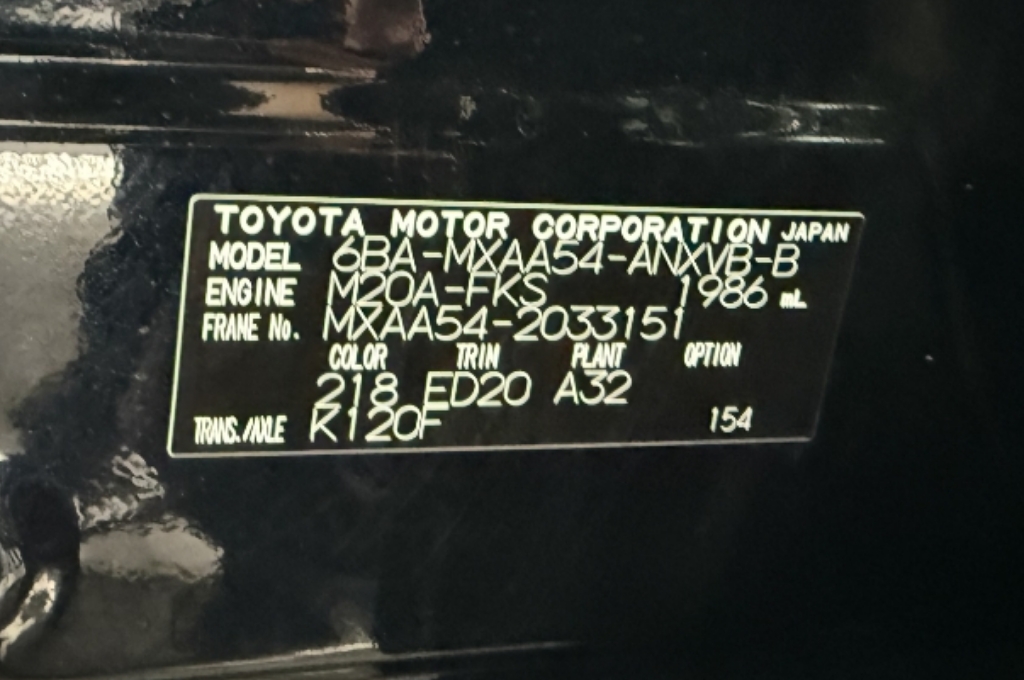 TOYOTA MOTOR CORPORATION JAPAN
MODEL 6BA-MXAA54-ANXVB-B
ENGINE M20A-FKS 1986 mL
FRAME No. MXAA54-2033151
COLOR TRIM PLANT OPTION
218 ED20 A32
TRANS./AXLE K120F 154